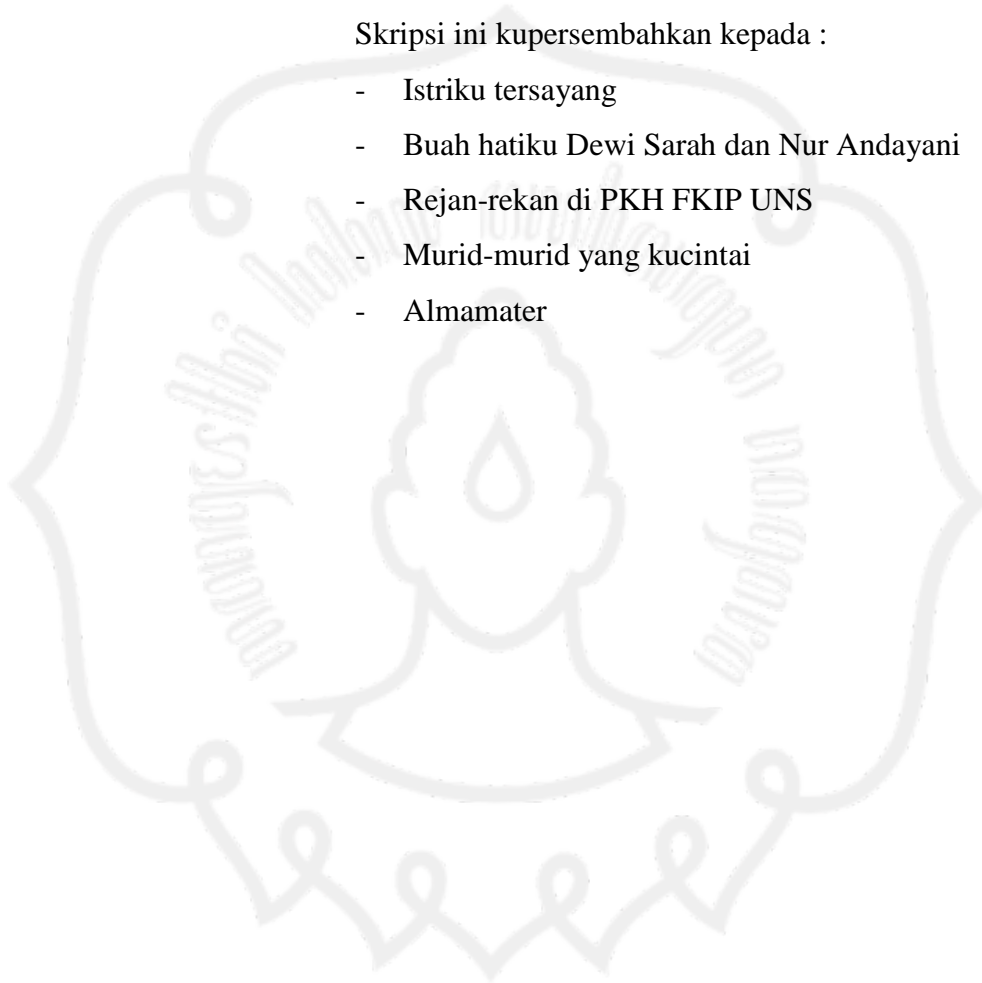 Skripsi ini kupersembahkan kepada :
- Istriku tersayang
- Buah hatiku Dewi Sarah dan Nur Andayani
- Rejan-rekan di PKH FKIP UNS
- Murid-murid yang kucintai
- Almamater